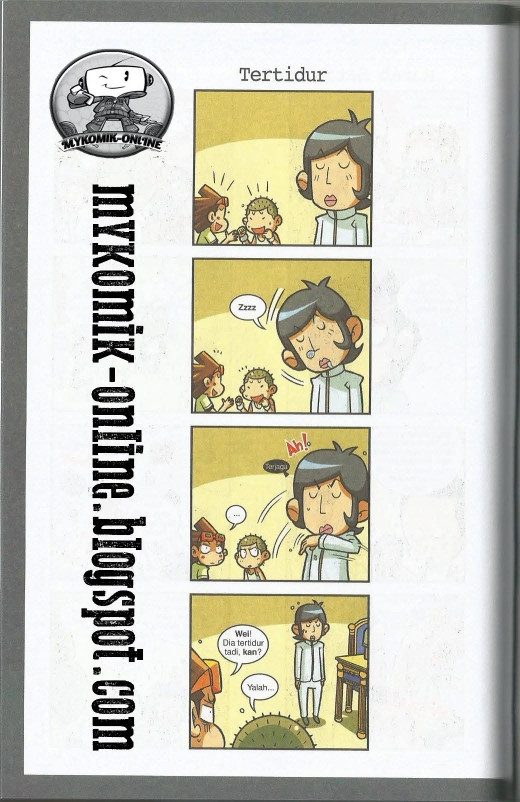 Tertidur
MYKOMIK-ONLINE
mykomik-online.blogspot.com
Zzzz
Ah!
Terjaga
...
Wei!
Dia tertidur
tadi, kan?
Yalah...